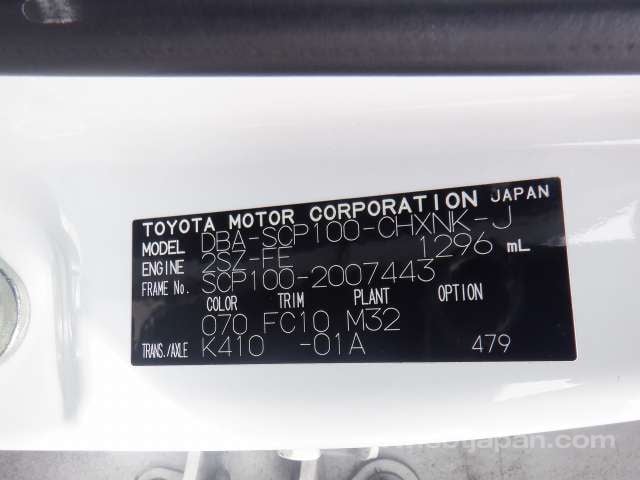 TOYOTA MOTOR CORPORATION JAPAN
MODEL DBA-SCP100-CHXNK-J
ENGINE 2SZ-FE 1296 mL
FRAME No. SCP100-2007443
COLOR TRIM PLANT OPTION
070 FC10 M32
TRANS./AXLE K410 -01A 479